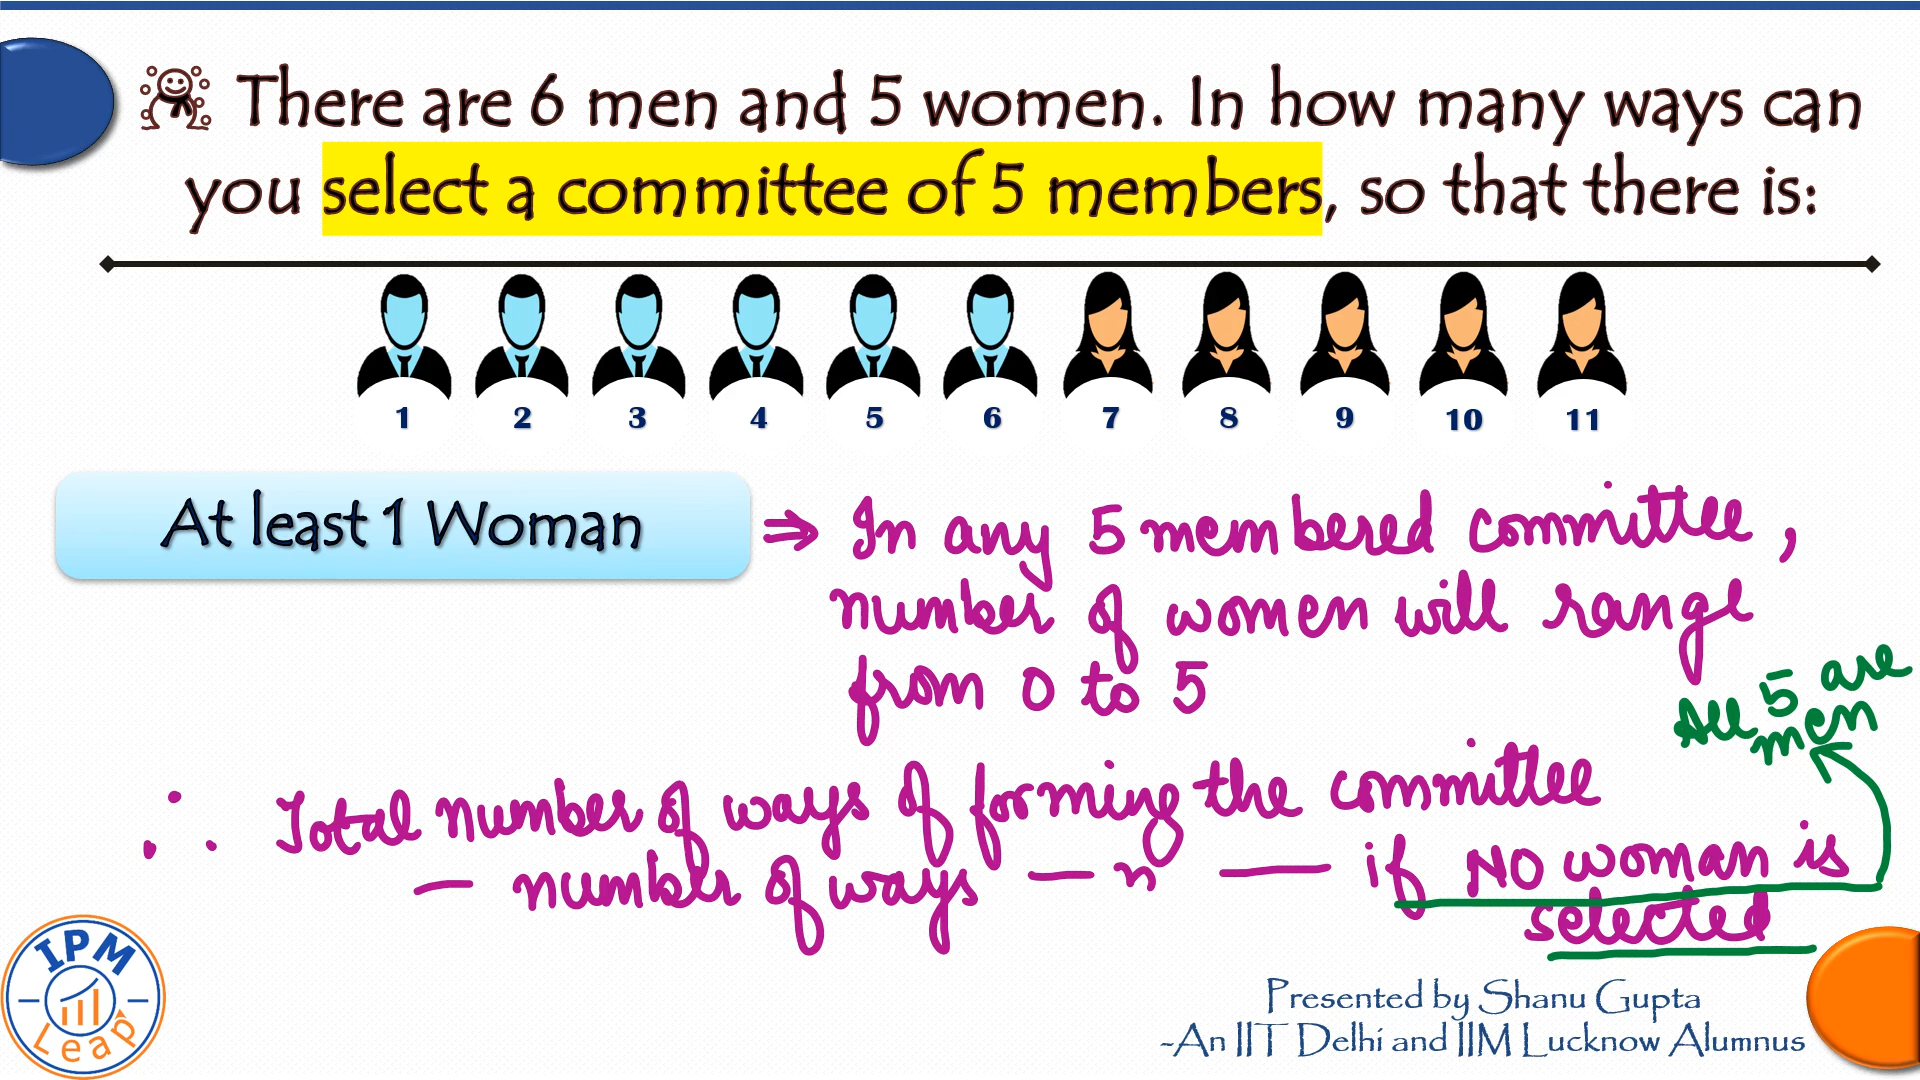 There are 6 men and 5 women. In how many ways can
you select a committee of 5 members, so that there is:
1 2 3 4 5 6 7 8 9 10 11
At least 1 Woman
⇒ In any 5 membered committee,
number of women will range
from 0 to 5
All 5 are
men
∴ Total number of ways of forming the committee
— number of ways — " — if NO woman is
selected
IPM
Leap
Presented by Shanu Gupta
-An IIT Delhi and IIM Lucknow Alumnus